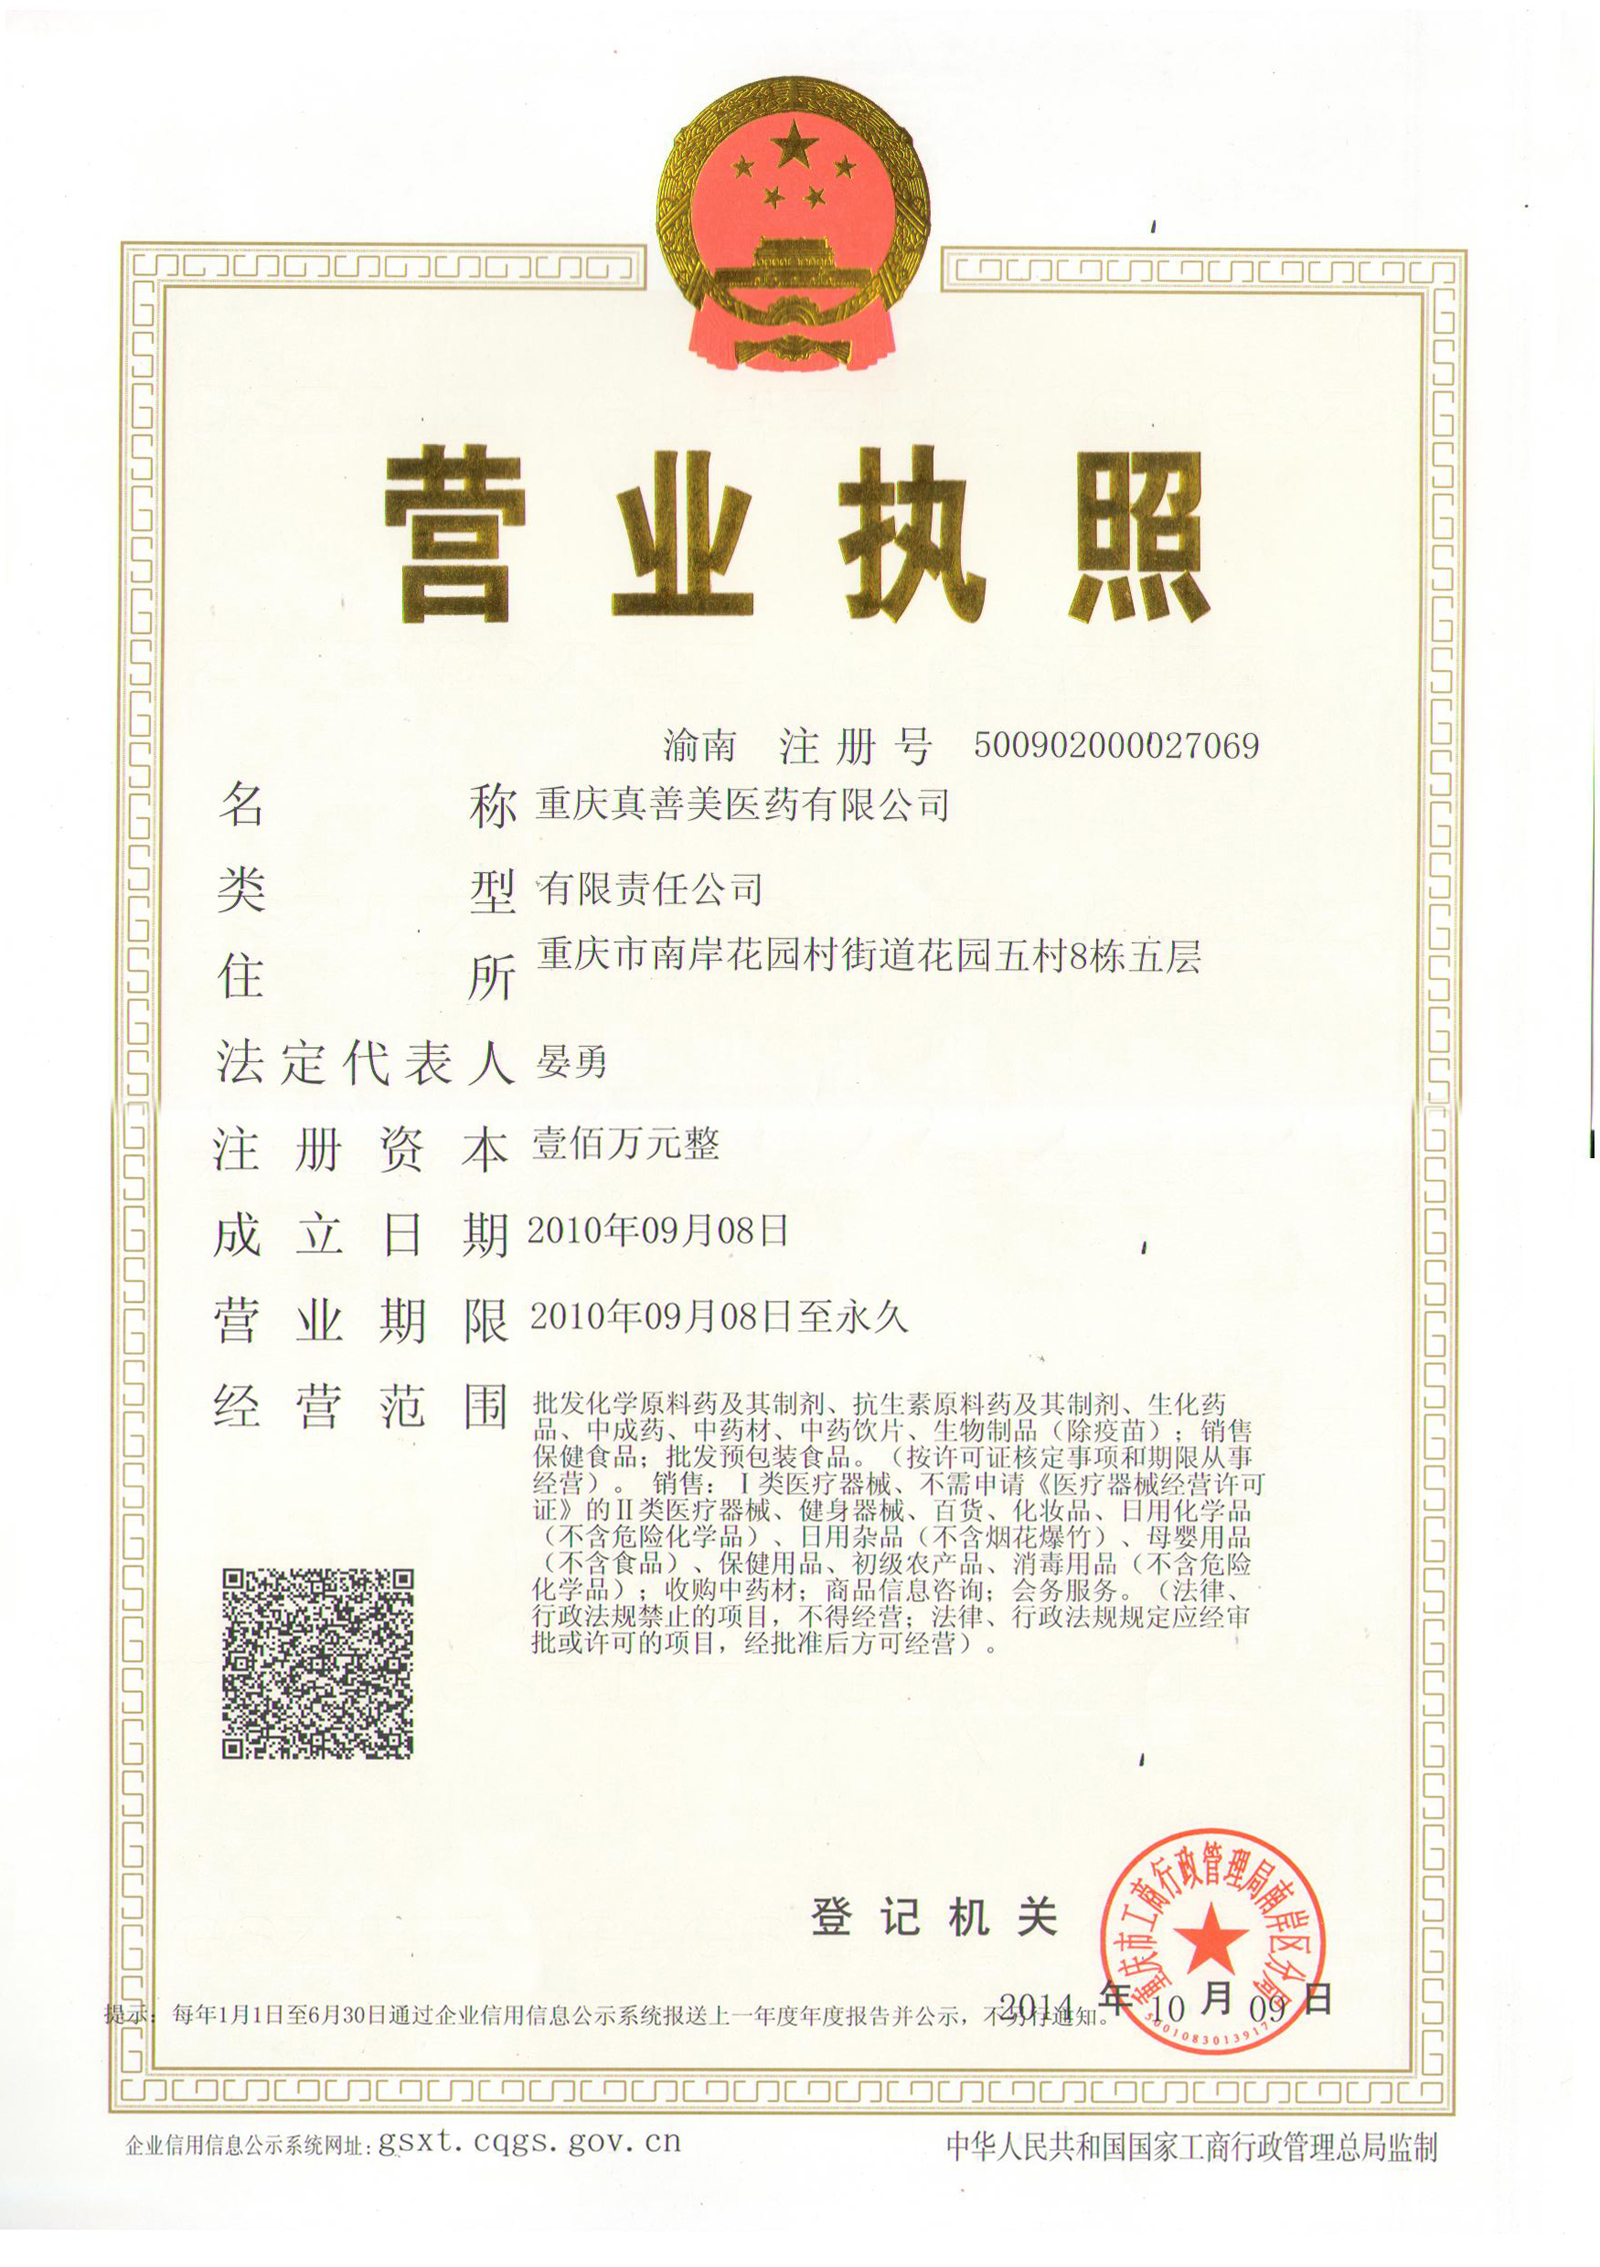 营业执照
渝南 注册号 500902000027069
名称 重庆真善美医药有限公司
类型 有限责任公司
住所 重庆市南岸花园村街道花园五村8栋五层
法定代表人 晏勇
注册资本 壹佰万元整
成立日期 2010年09月08日
营业期限 2010年09月08日至永久
经营范围 批发化学原料药及其制剂、抗生素原料药及其制剂、生化药
品、中成药、中药材、中药饮片、生物制品（除疫苗）；销售
保健食品；批发预包装食品。（按许可证核定事项和期限从事
经营）。 销售：Ⅰ类医疗器械、不需申请《医疗器械经营许可
证》的Ⅱ类医疗器械、健身器械、百货、化妆品、日用化学品
（不含危险化学品）、日用杂品（不含烟花爆竹）、母婴用品
（不含食品）、保健用品、初级农产品、消毒用品（不含危险
化学品）；收购中药材；商品信息咨询；会务服务。（法律、
行政法规禁止的项目，不得经营；法律、行政法规规定应经审
批或许可的项目，经批准后方可经营）。
登记机关
重庆市工商行政管理局南岸区分局
5001083013917
2014年10月09日
提示：每年1月1日至6月30日通过企业信用信息公示系统报送上一年度年度报告并公示，不另行通知。
企业信用信息公示系统网址：gsxt.cqgs.gov.cn
中华人民共和国国家工商行政管理总局监制